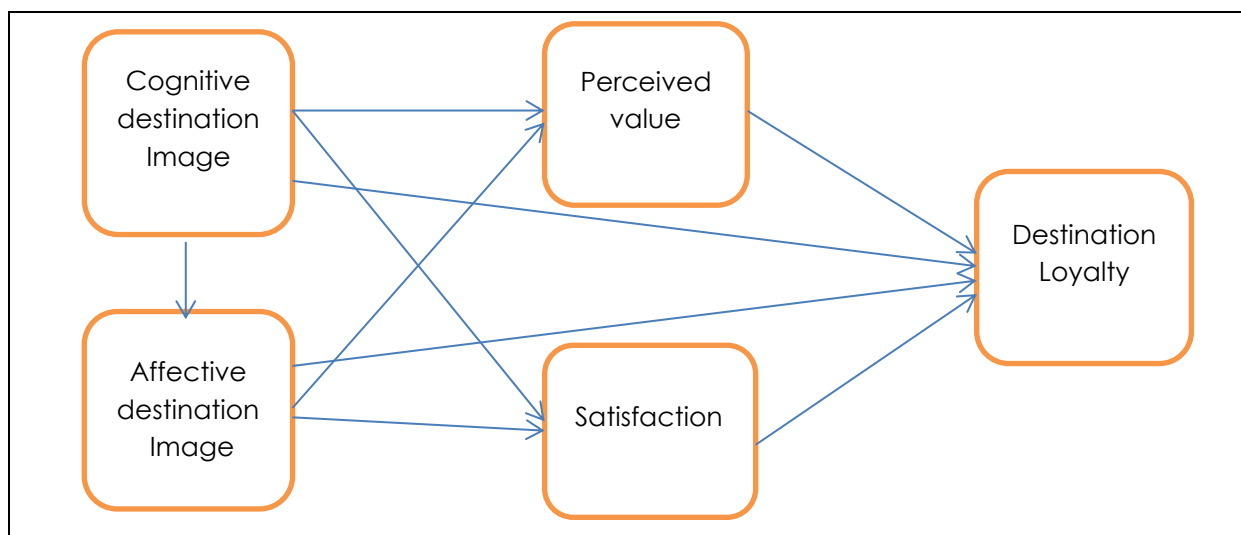 Cognitive
destination
Image
Perceived
value
Destination
Loyalty
Affective
destination
Image
Satisfaction